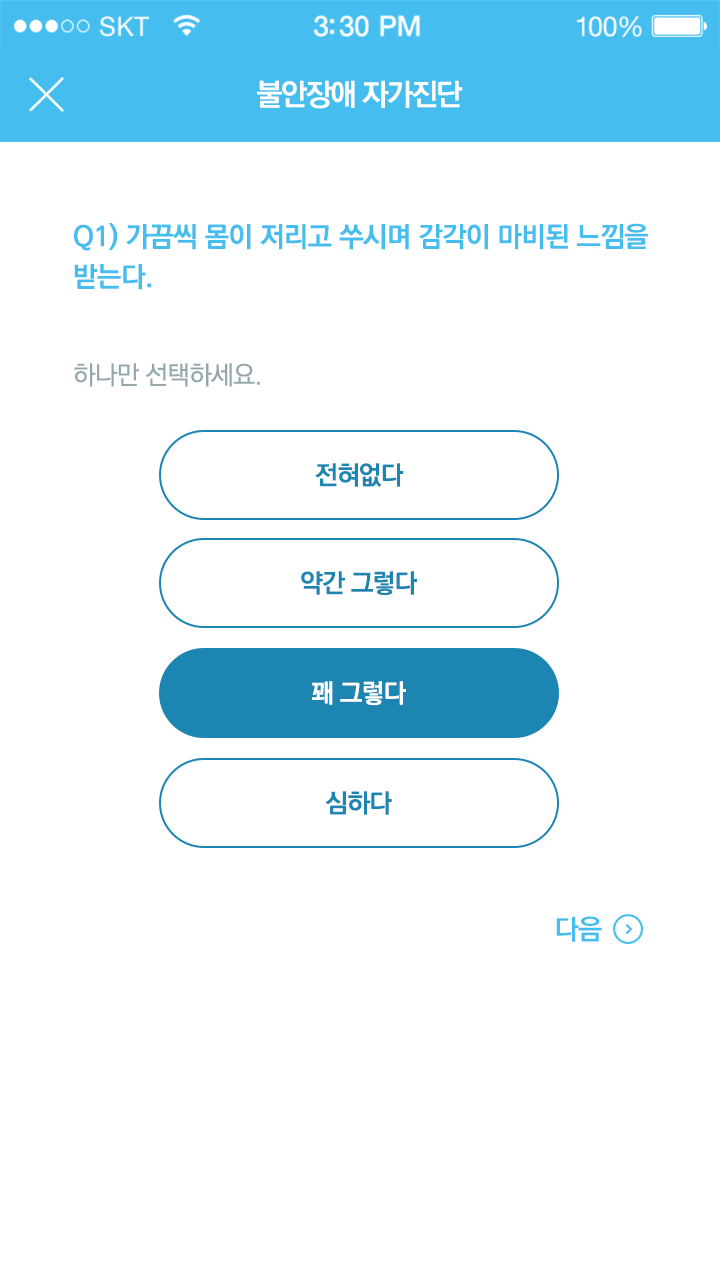 SKT 3:30 PM 100%
불안장애 자가진단
Q1) 가끔씩 몸이 저리고 쑤시며 감각이 마비된 느낌을
받는다.
하나만 선택하세요.
전혀없다
약간 그렇다
꽤 그렇다
심하다
다음